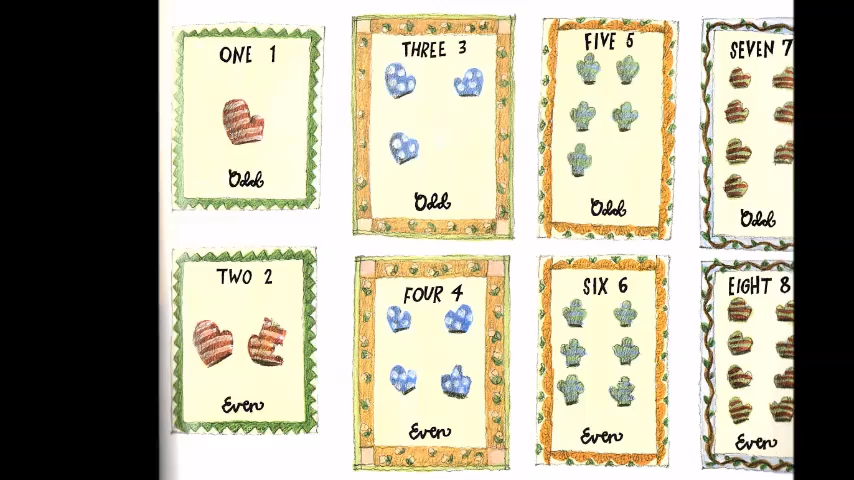 ONE 1
Odd
THREE 3
Odd
FIVE 5
Odd
SEVEN 7
Odd
TWO 2
Even
FOUR 4
Even
SIX 6
Even
EIGHT 8
Even